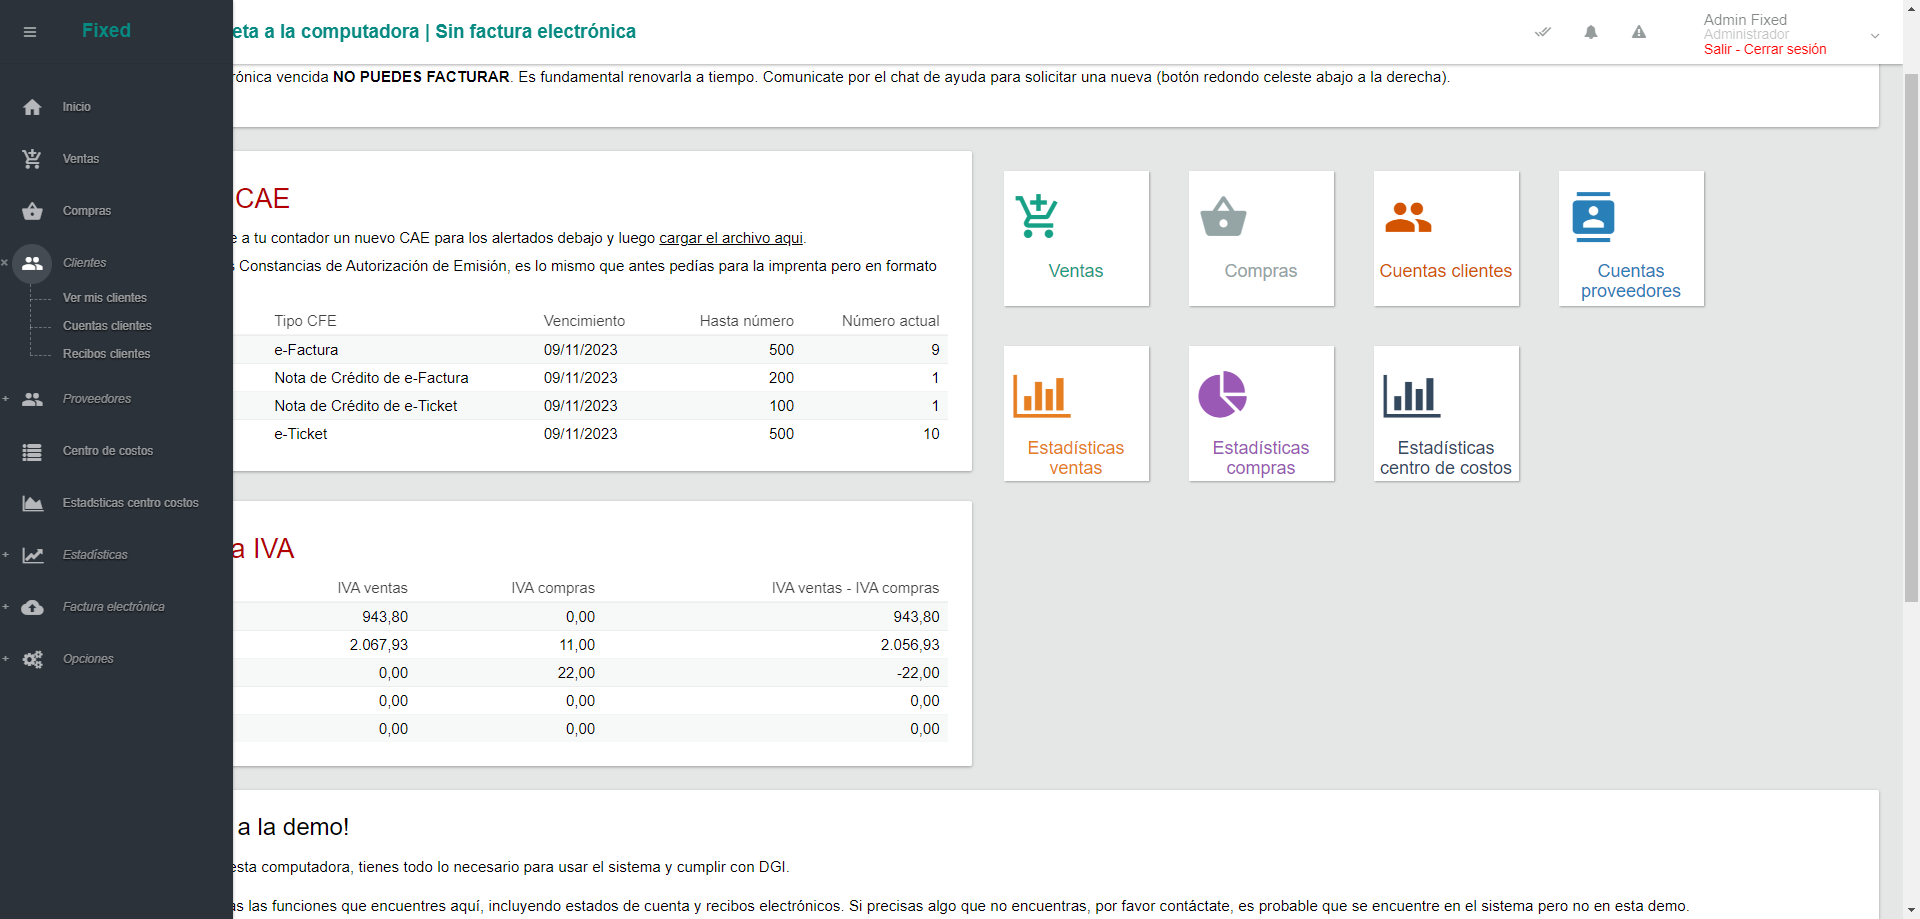 Fixed
eta a la computadora | Sin factura electrónica
Admin Fixed
Administrador
Salir - Cerrar sesión
rónica vencida NO PUEDES FACTURAR. Es fundamental renovarla a tiempo. Comunicate por el chat de ayuda para solicitar una nueva (botón redondo celeste abajo a la derecha).
Inicio
Ventas
Compras
Clientes
Ver mis clientes
Cuentas clientes
Recibos clientes
Proveedores
Centro de costos
Estadsticas centro costos
Estadísticas
Factura electrónica
Opciones
CAE
e a tu contador un nuevo CAE para los alertados debajo y luego cargar el archivo aqui.
s Constancias de Autorización de Emisión, es lo mismo que antes pedías para la imprenta pero en formato
Tipo CFE Vencimiento Hasta número Número actual
e-Factura 09/11/2023 500 9
Nota de Crédito de e-Factura 09/11/2023 200 1
Nota de Crédito de e-Ticket 09/11/2023 100 1
e-Ticket 09/11/2023 500 10
Ventas
Compras
Cuentas clientes
Cuentas
proveedores
Estadísticas
ventas
Estadísticas
compras
Estadísticas
centro de costos
a IVA
IVA ventas IVA compras IVA ventas - IVA compras
943,80 0,00 943,80
2.067,93 11,00 2.056,93
0,00 22,00 -22,00
0,00 0,00 0,00
0,00 0,00 0,00
a la demo!
esta computadora, tienes todo lo necesario para usar el sistema y cumplir con DGI.
as las funciones que encuentres aquí, incluyendo estados de cuenta y recibos electrónicos. Si precisas algo que no encuentras, por favor contáctate, es probable que se encuentre en el sistema pero no en esta demo.